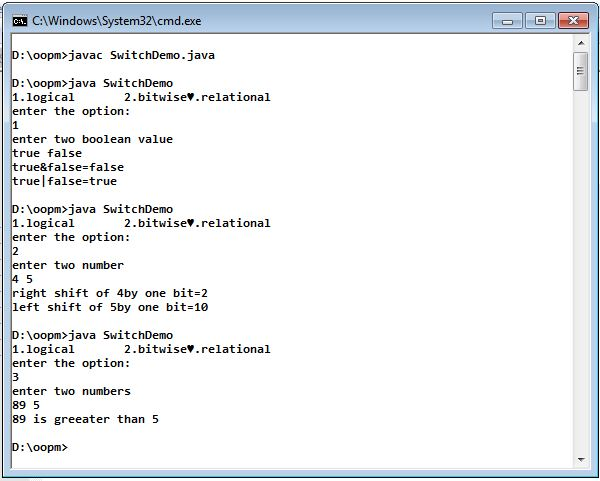 C:\Windows\System32\cmd.exe
D:\oopm>javac SwitchDemo.java
D:\oopm>java SwitchDemo
1.logical       2.bitwise♥.relational
enter the option:
1
enter two boolean value
true false
true&false=false
true|false=true
D:\oopm>java SwitchDemo
1.logical       2.bitwise♥.relational
enter the option:
2
enter two number
4 5
right shift of 4by one bit=2
left shift of 5by one bit=10
D:\oopm>java SwitchDemo
1.logical       2.bitwise♥.relational
enter the option:
3
enter two numbers
89 5
89 is greeater than 5
D:\oopm>